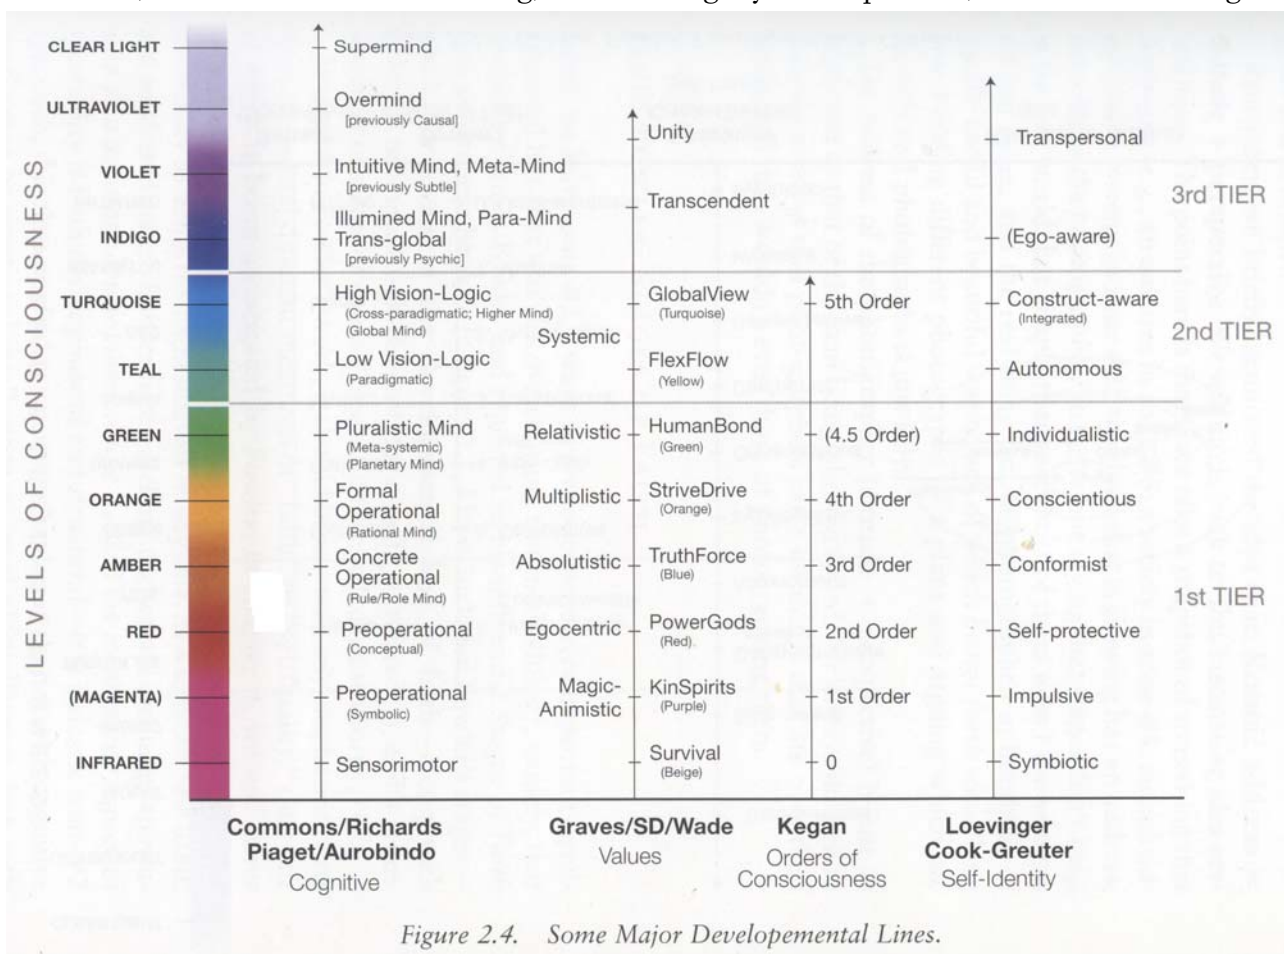 CLEAR LIGHT
Supermind
ULTRAVIOLET
Overmind
[previously Causal]
Unity
Transpersonal
VIOLET
Intuitive Mind, Meta-Mind
[previously Subtle]
Transcendent
3rd TIER
INDIGO
Illumined Mind, Para-Mind
Trans-global
[previously Psychic]
(Ego-aware)
TURQUOISE
High Vision-Logic
(Cross-paradigmatic; Higher Mind)
(Global Mind)
Systemic
GlobalView
(Turquoise)
5th Order
Construct-aware
(Integrated)
2nd TIER
TEAL
Low Vision-Logic
(Paradigmatic)
FlexFlow
(Yellow)
Autonomous
GREEN
Pluralistic Mind
(Meta-systemic)
(Planetary Mind)
Relativistic
HumanBond
(Green)
(4.5 Order)
Individualistic
ORANGE
Formal
Operational
(Rational Mind)
Multiplistic
StriveDrive
(Orange)
4th Order
Conscientious
AMBER
Concrete
Operational
(Rule/Role Mind)
Absolutistic
TruthForce
(Blue)
3rd Order
Conformist
1st TIER
RED
Preoperational
(Conceptual)
Egocentric
PowerGods
(Red)
2nd Order
Self-protective
(MAGENTA)
Preoperational
(Symbolic)
Magic-
Animistic
KinSpirits
(Purple)
1st Order
Impulsive
INFRARED
Sensorimotor
Survival
(Beige)
0
Symbiotic
LEVELS OF CONSCIOUSNESS
Commons/Richards
Piaget/Aurobindo
Cognitive
Graves/SD/Wade
Values
Kegan
Orders of
Consciousness
Loevinger
Cook-Greuter
Self-Identity
Figure 2.4. Some Major Developemental Lines.